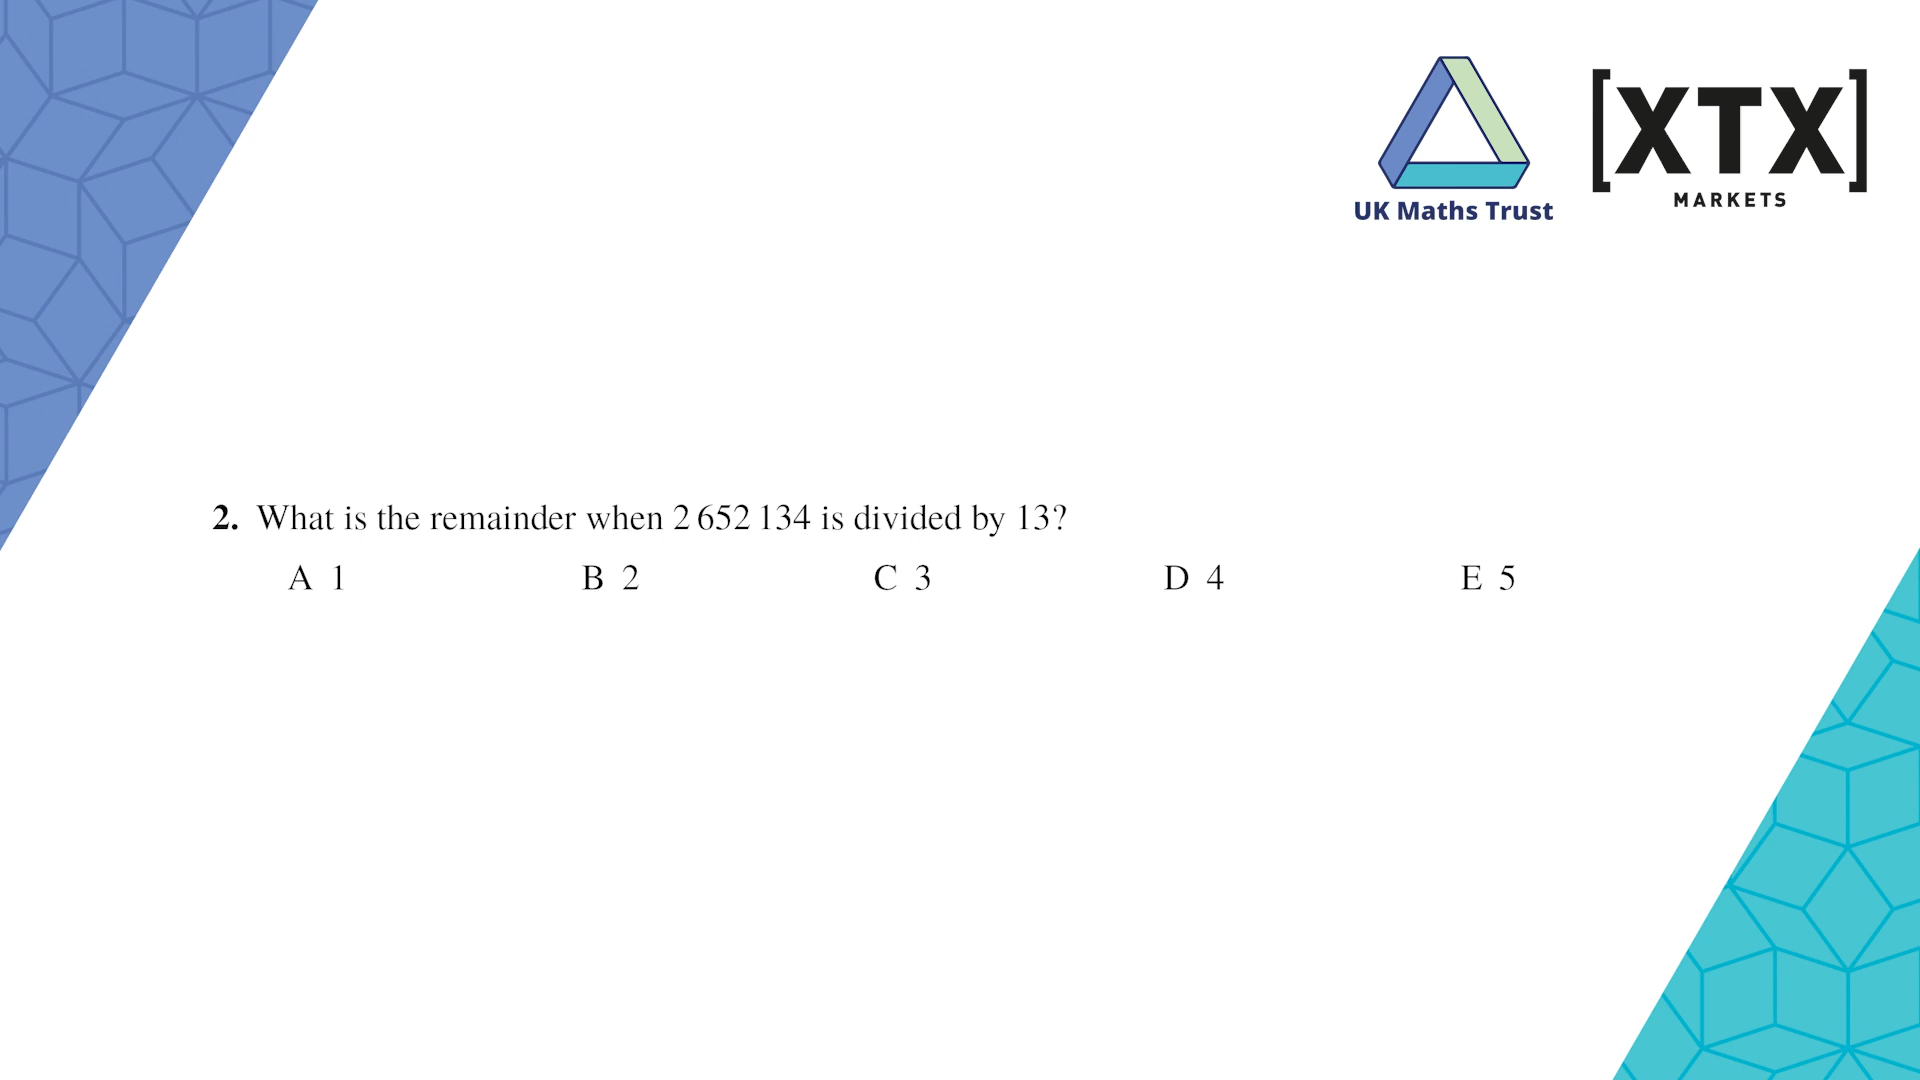 UK Maths Trust
[XTX]
MARKETS
2. What is the remainder when 2 652 134 is divided by 13?
A 1 B 2 C 3 D 4 E 5